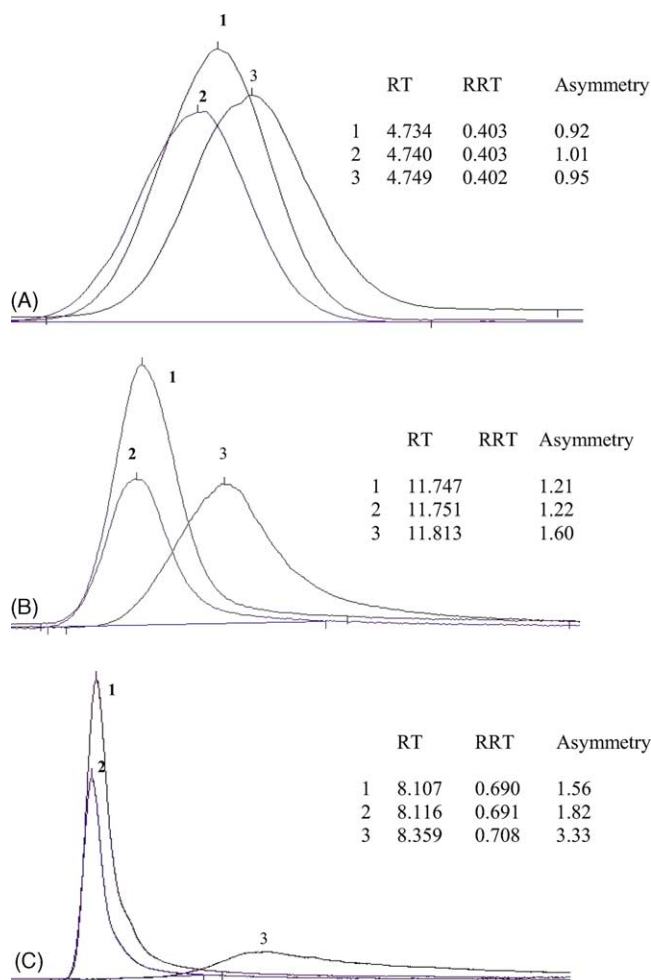 1
3
2
RT RRT Asymmetry
1 4.734 0.403 0.92
2 4.740 0.403 1.01
3 4.749 0.402 0.95
(A)
1
2
3
RT RRT Asymmetry
1 11.747 1.21
2 11.751 1.22
3 11.813 1.60
(B)
1
2
RT RRT Asymmetry
1 8.107 0.690 1.56
2 8.116 0.691 1.82
3 8.359 0.708 3.33
3
(C)